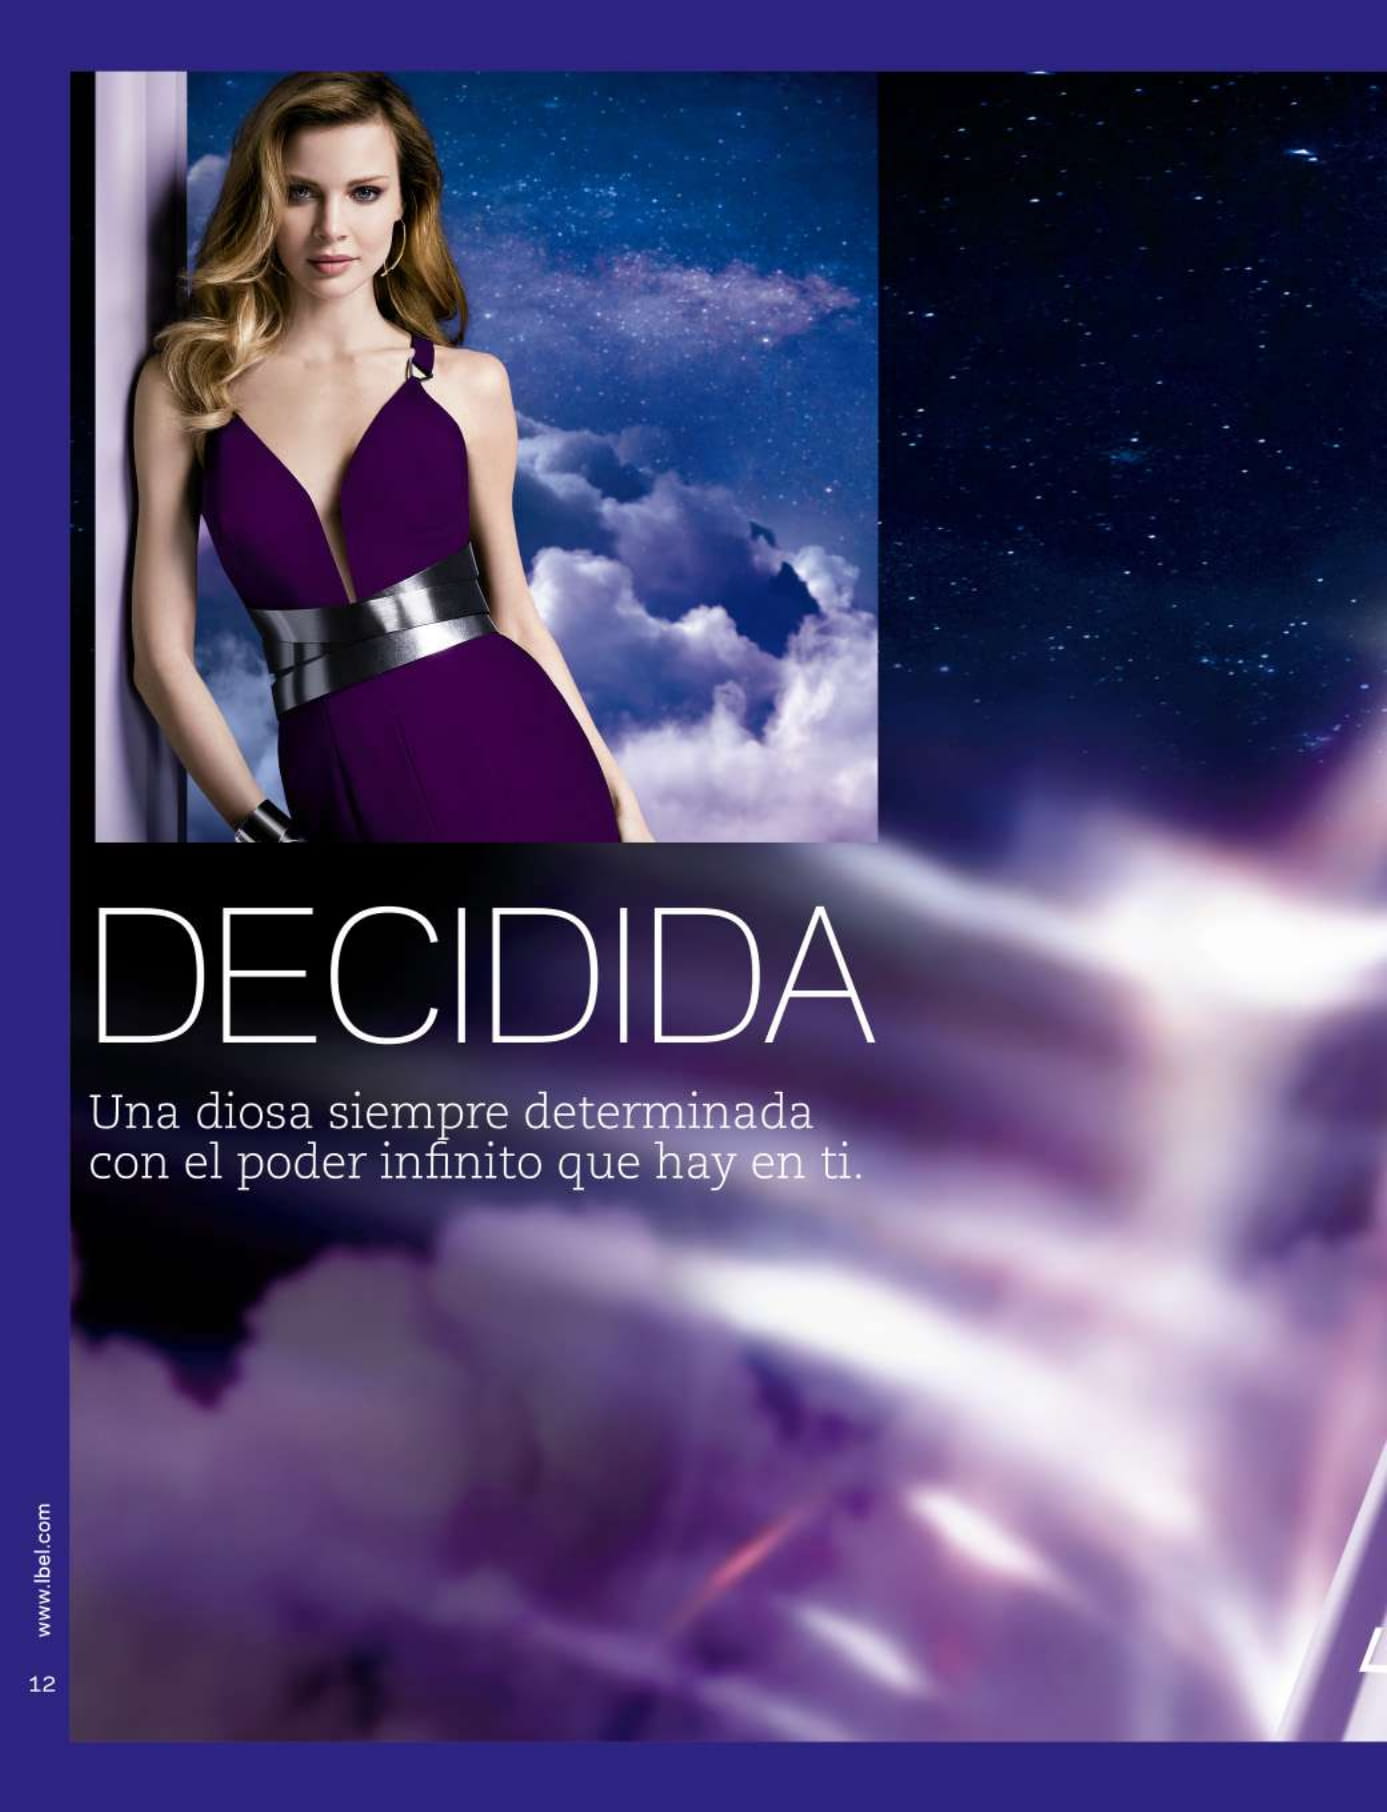 DECIDIDA
Una diosa siempre determinada
con el poder infinito que hay en ti.
www.lbel.com
12